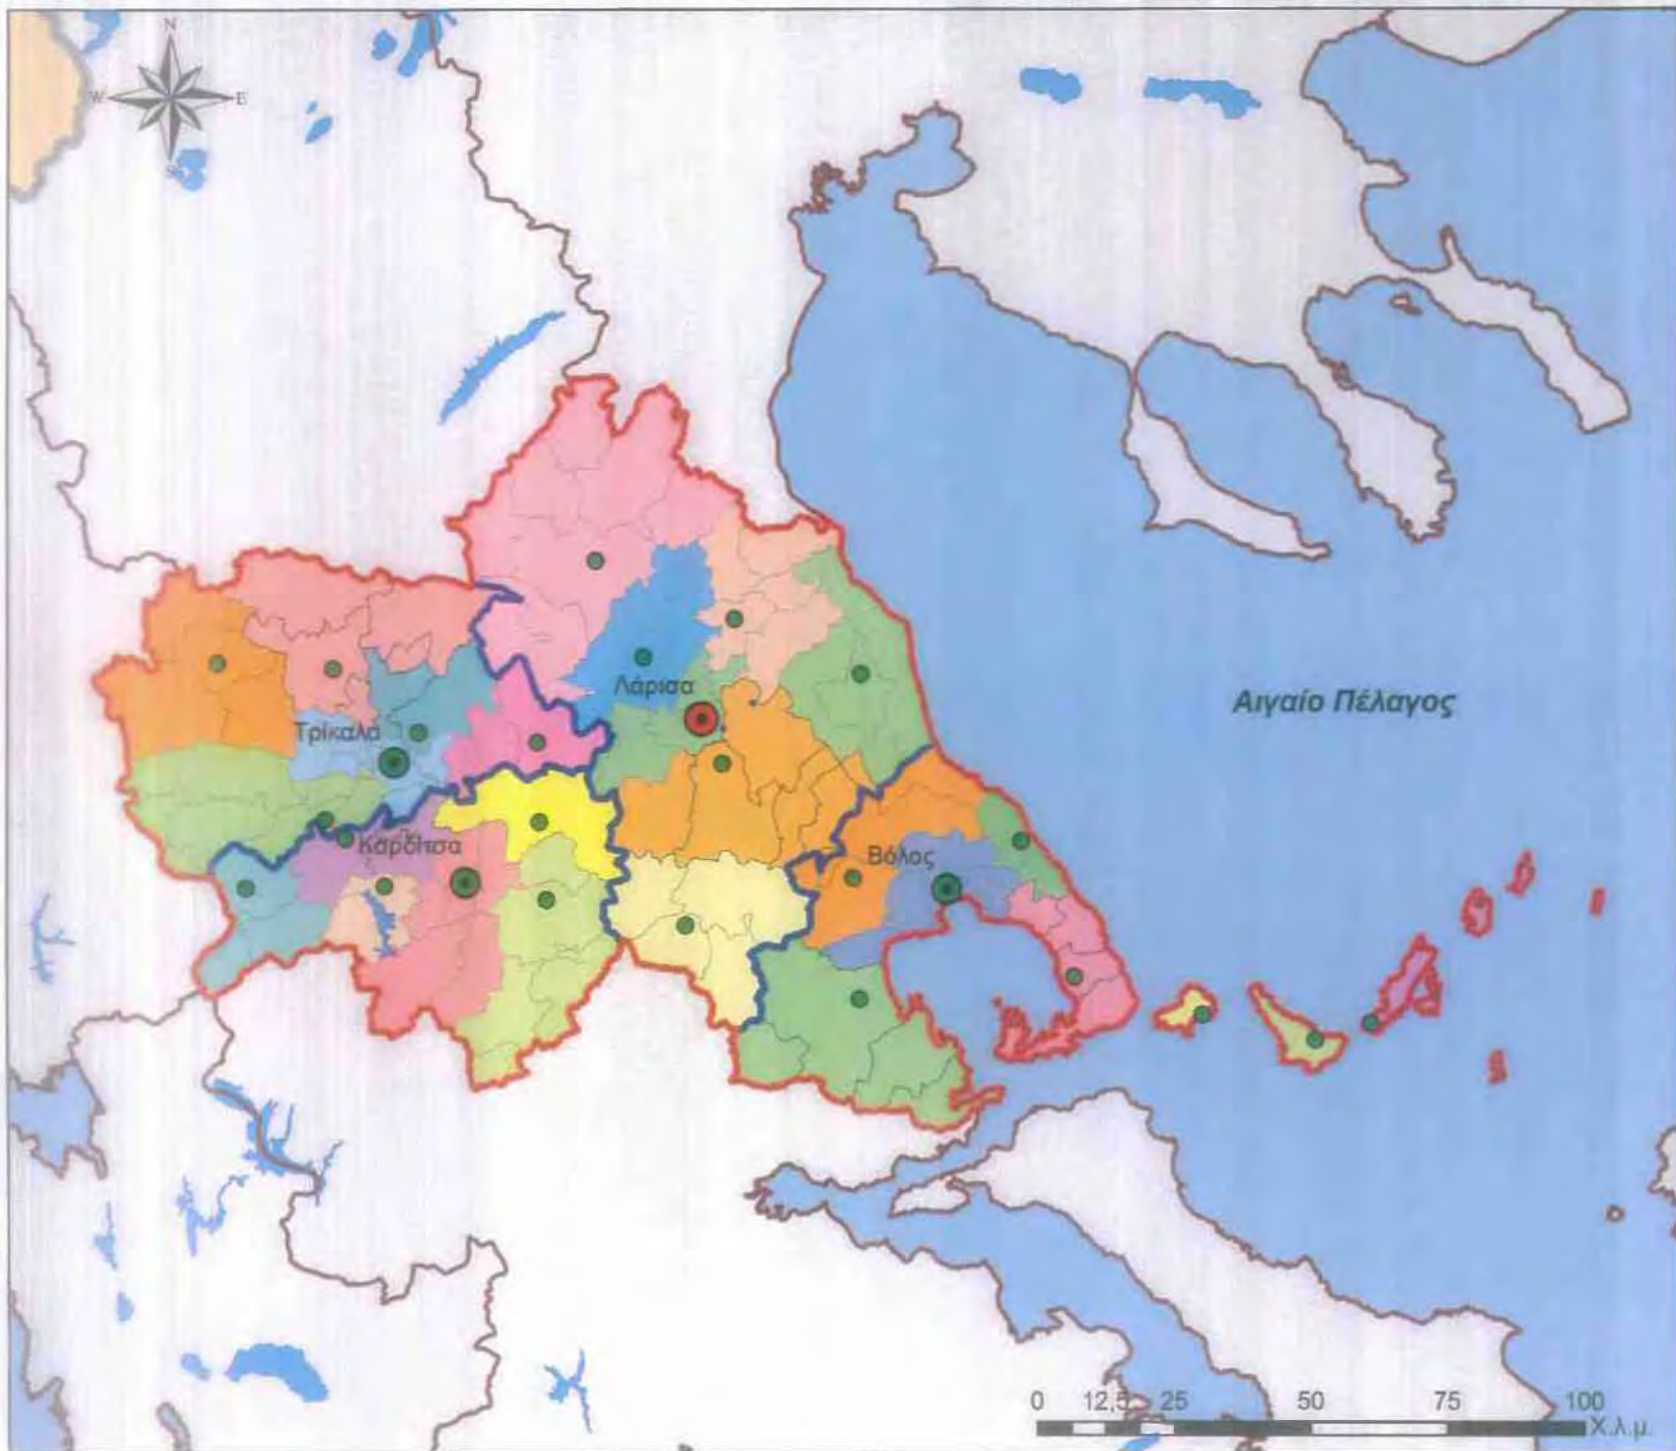 N
W E
S
Λάρισα
Τρίκαλα
Καρδίτσα
Βόλος
Αιγαίο Πέλαγος
0 12,5 25 50 75 100
Χ.λ.μ.